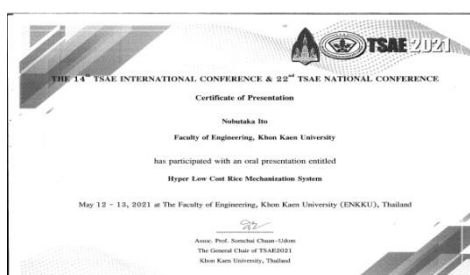 TSAE 2021
THE 14th TSAE INTERNATIONAL CONFERENCE & 22nd TSAE NATIONAL CONFERENCE
Certificate of Presentation
Nobutaka Ito
Faculty of Engineering, Khon Kaen University
has participated with an oral presentation entitled
Hyper Low Cost Rice Mechanization System
May 12 - 13, 2021 at The Faculty of Engineering, Khon Kaen University (ENKKU), Thailand
Assoc. Prof. Somchai Chuan-Udom
The General Chair of TSAE2021
Khon Kaen University, Thailand